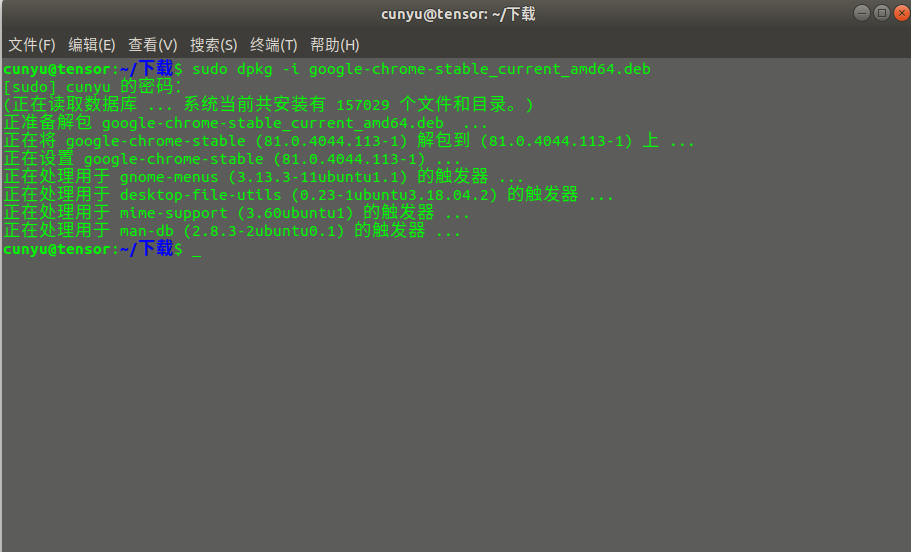 cunyu@tensor: ~/下载
文件(F) 编辑(E) 查看(V) 搜索(S) 终端(T) 帮助(H)
cunyu@tensor:~/下载$ sudo dpkg -i google-chrome-stable_current_amd64.deb
[sudo] cunyu 的密码：
(正在读取数据库 ... 系统当前共安装有 157029 个文件和目录。)
正准备解包 google-chrome-stable_current_amd64.deb  ...
正在将 google-chrome-stable (81.0.4044.113-1) 解包到 (81.0.4044.113-1) 上 ...
正在设置 google-chrome-stable (81.0.4044.113-1) ...
正在处理用于 gnome-menus (3.13.3-11ubuntu1.1) 的触发器 ...
正在处理用于 desktop-file-utils (0.23-1ubuntu3.18.04.2) 的触发器 ...
正在处理用于 mime-support (3.60ubuntu1) 的触发器 ...
正在处理用于 man-db (2.8.3-2ubuntu0.1) 的触发器 ...
cunyu@tensor:~/下载$ _